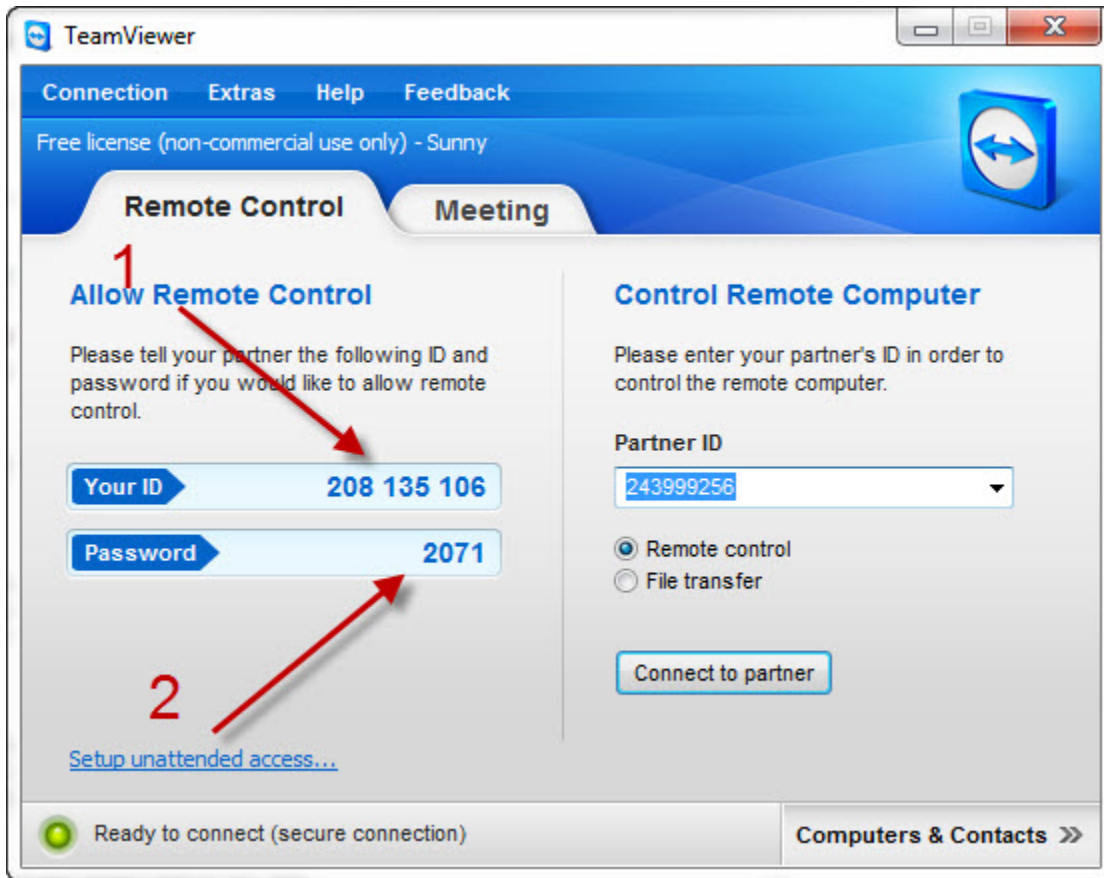 TeamViewer
Connection Extras Help Feedback
Free license (non-commercial use only) - Sunny
Remote Control Meeting
1
Allow Remote Control
Please tell your partner the following ID and
password if you would like to allow remote
control.
Your ID 208 135 106
Password 2071
2
Setup unattended access...
Control Remote Computer
Please enter your partner's ID in order to
control the remote computer.
Partner ID
243999256
Remote control
File transfer
Connect to partner
Ready to connect (secure connection)
Computers & Contacts >>